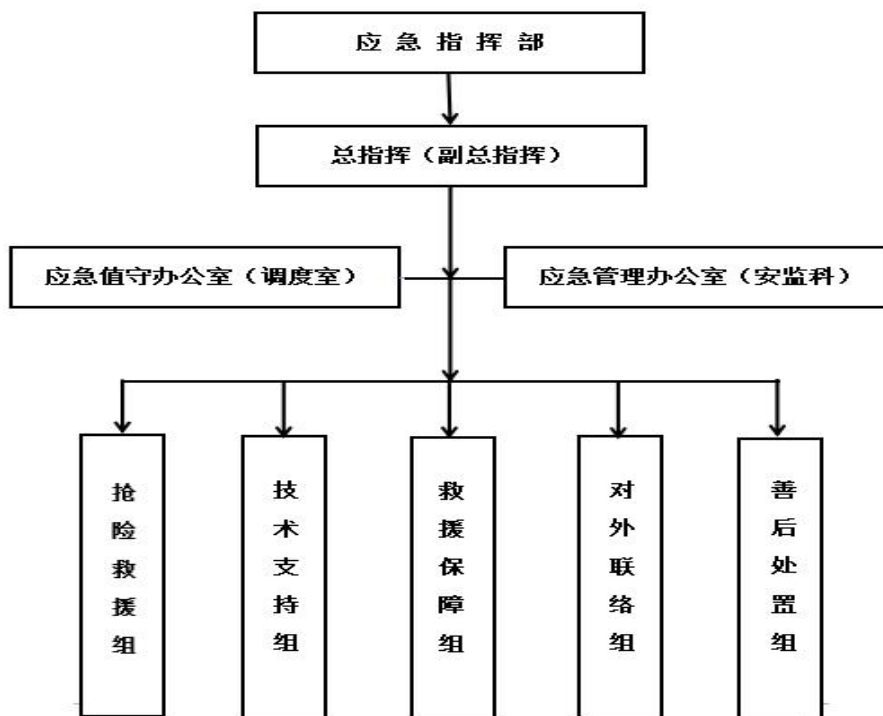 应急指挥部
总指挥（副总指挥）
应急值守办公室（调度室）
应急管理办公室（安监科）
抢险救援组
技术支持组
救援保障组
对外联络组
善后处置组